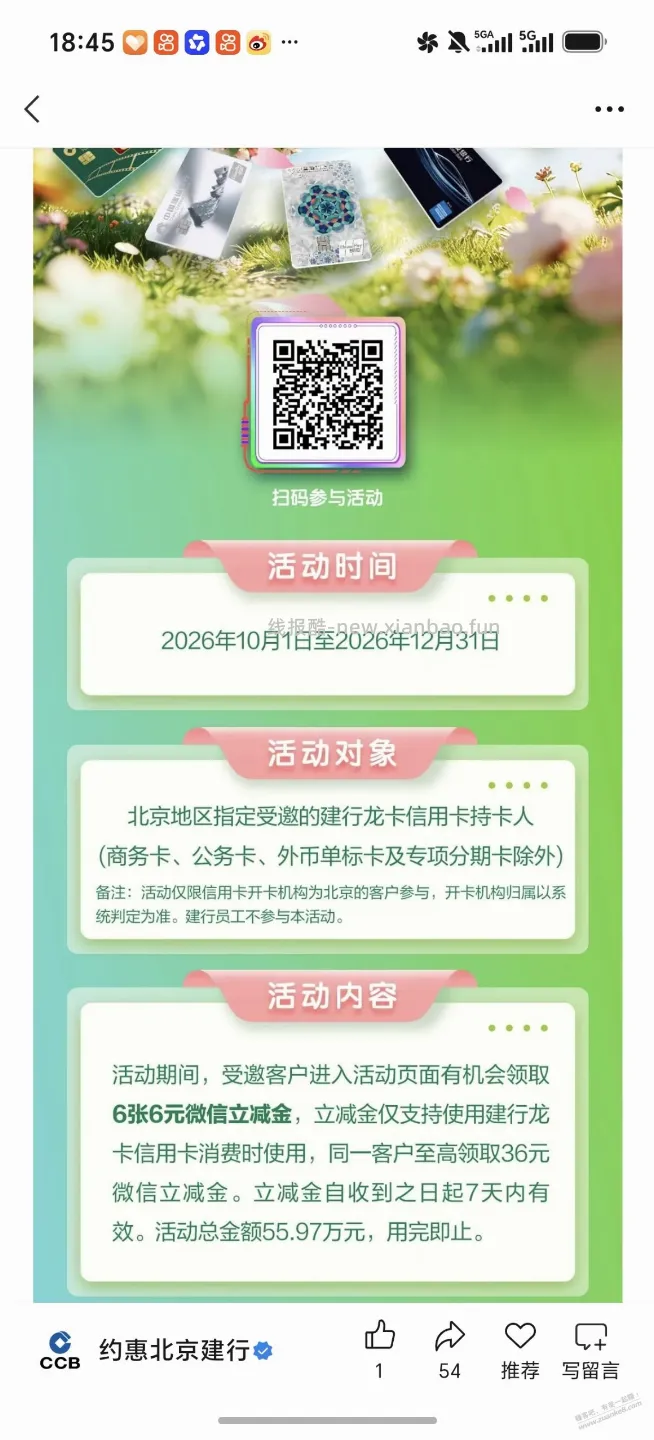 18:45
5GA
5G
扫码参与活动
活动时间
线报酷-new.xianbao.fun
2026年10月1日至2026年12月31日
活动对象
北京地区指定受邀的建行龙卡信用卡持卡人
(商务卡、公务卡、外币单标卡及专项分期卡除外)
备注：活动仅限信用卡开卡机构为北京的客户参与，开卡机构归属以系
统判定为准。建行员工不参与本活动。
活动内容
活动期间，受邀客户进入活动页面有机会领取
6张6元微信立减金，立减金仅支持使用建行龙
卡信用卡消费时使用，同一客户至高领取36元
微信立减金。立减金自收到之日起7天内有
效。活动总金额55.97万元，用完即止。
CCB
约惠北京建行
1
54
推荐
写留言